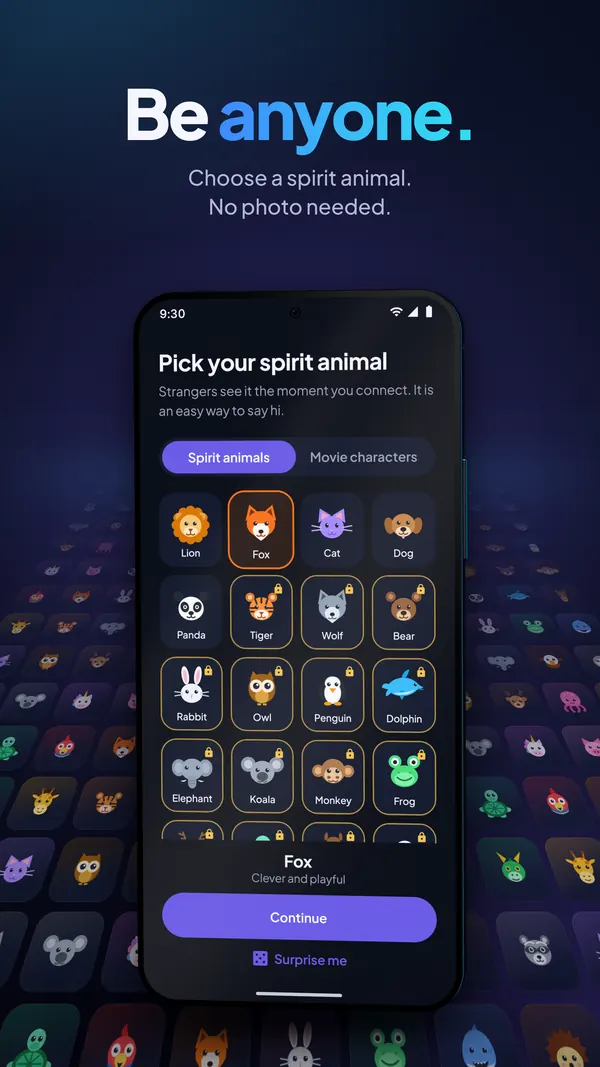 Be anyone.
Choose a spirit animal.
No photo needed.
9:30
Pick your spirit animal
Strangers see it the moment you connect. It is
an easy way to say hi.
Spirit animals
Movie characters
Lion
Fox
Cat
Dog
Panda
Tiger
Wolf
Bear
Rabbit
Owl
Penguin
Dolphin
Elephant
Koala
Monkey
Frog
Fox
Clever and playful
Continue
Surprise me